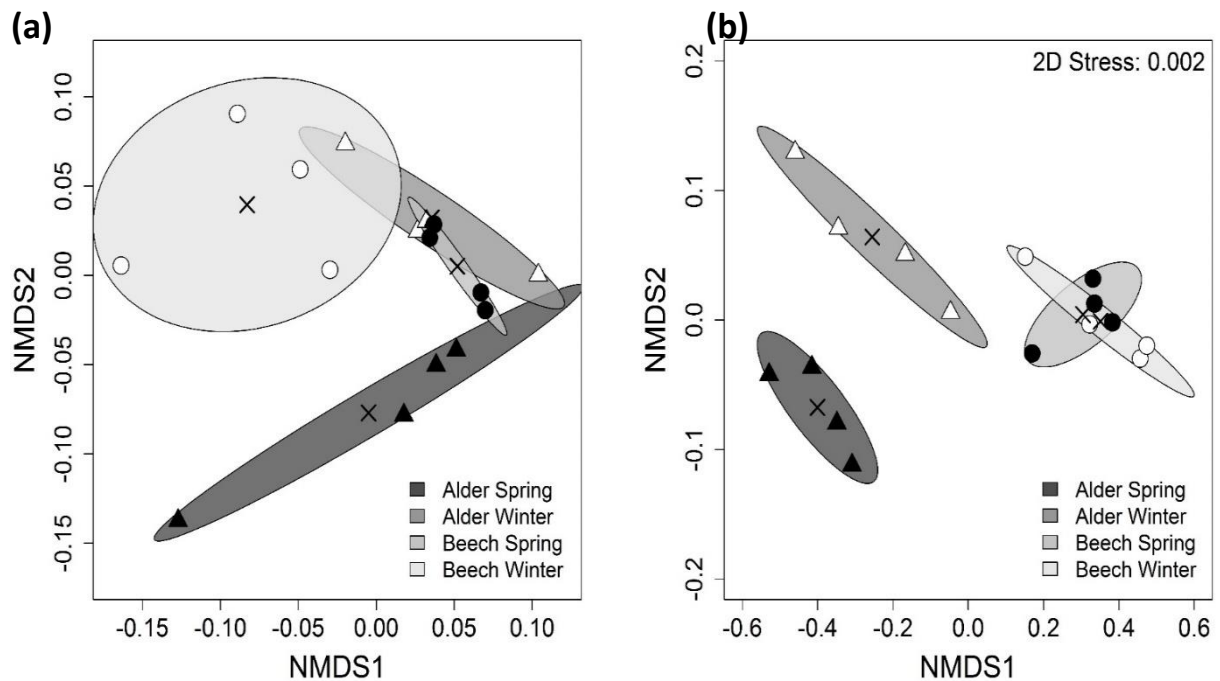 (a)
NMDS2
0.10
0.05
0.00
-0.05
-0.10
-0.15
Alder Spring
Alder Winter
Beech Spring
Beech Winter
-0.15 -0.10 -0.05 0.00 0.05 0.10
NMDS1
(b)
2D Stress: 0.002
NMDS2
0.2
0.1
0.0
-0.1
-0.2
Alder Spring
Alder Winter
Beech Spring
Beech Winter
-0.6 -0.4 -0.2 0.0 0.2 0.4 0.6
NMDS1